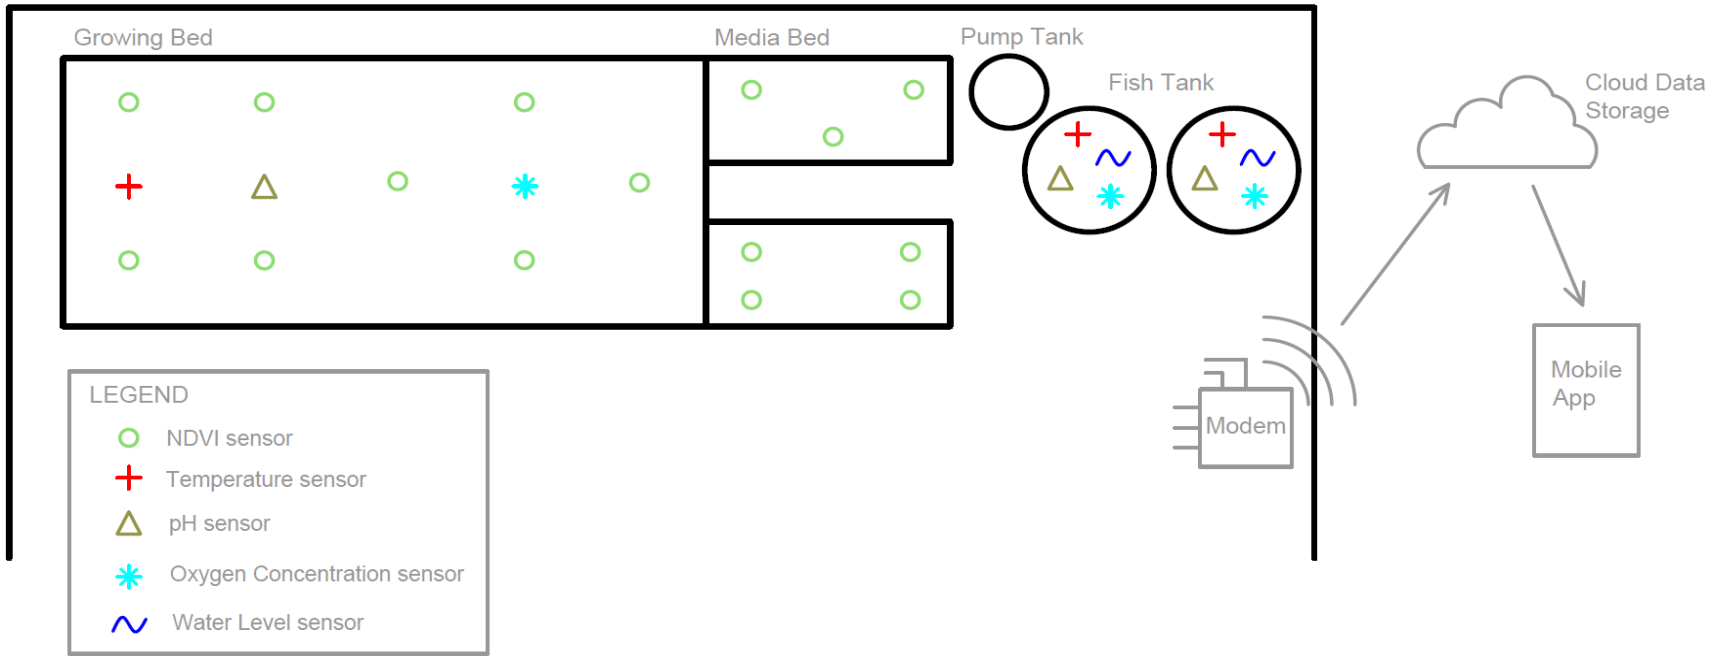 Growing Bed
Media Bed
Pump Tank
Fish Tank
Cloud Data
Storage
Mobile
App
Modem
LEGEND
NDVI sensor
Temperature sensor
pH sensor
Oxygen Concentration sensor
Water Level sensor